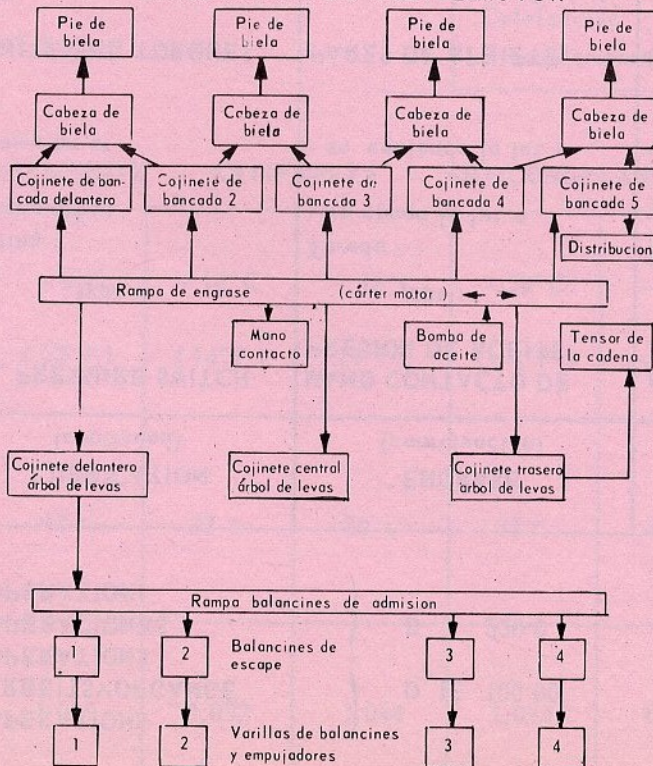 Pie de
biela
Pie de
biela
Pie de
biela
Pie de
biela
Cabeza de
biela
Cabeza de
biela
Cabeza de
biela
Cabeza de
biela
Cojinete de ban-
cada delantero
Cojinete de
bancada 2
Cojinete de
bancada 3
Cojinete de
bancada 4
Cojinete de
bancada 5
Distribucion
Rampa de engrase (cárter motor)
Mano
contacto
Bomba de
aceite
Tensor de
la cadena
Cojinete delantero
árbol de levas
Cojinete central
árbol de levas
Cojinete trasero
árbol de levas
Rampa balancines de admision
1
2
Balancines de
escape
3
4
1
2
Varillas de balancines
y empujadores
3
4